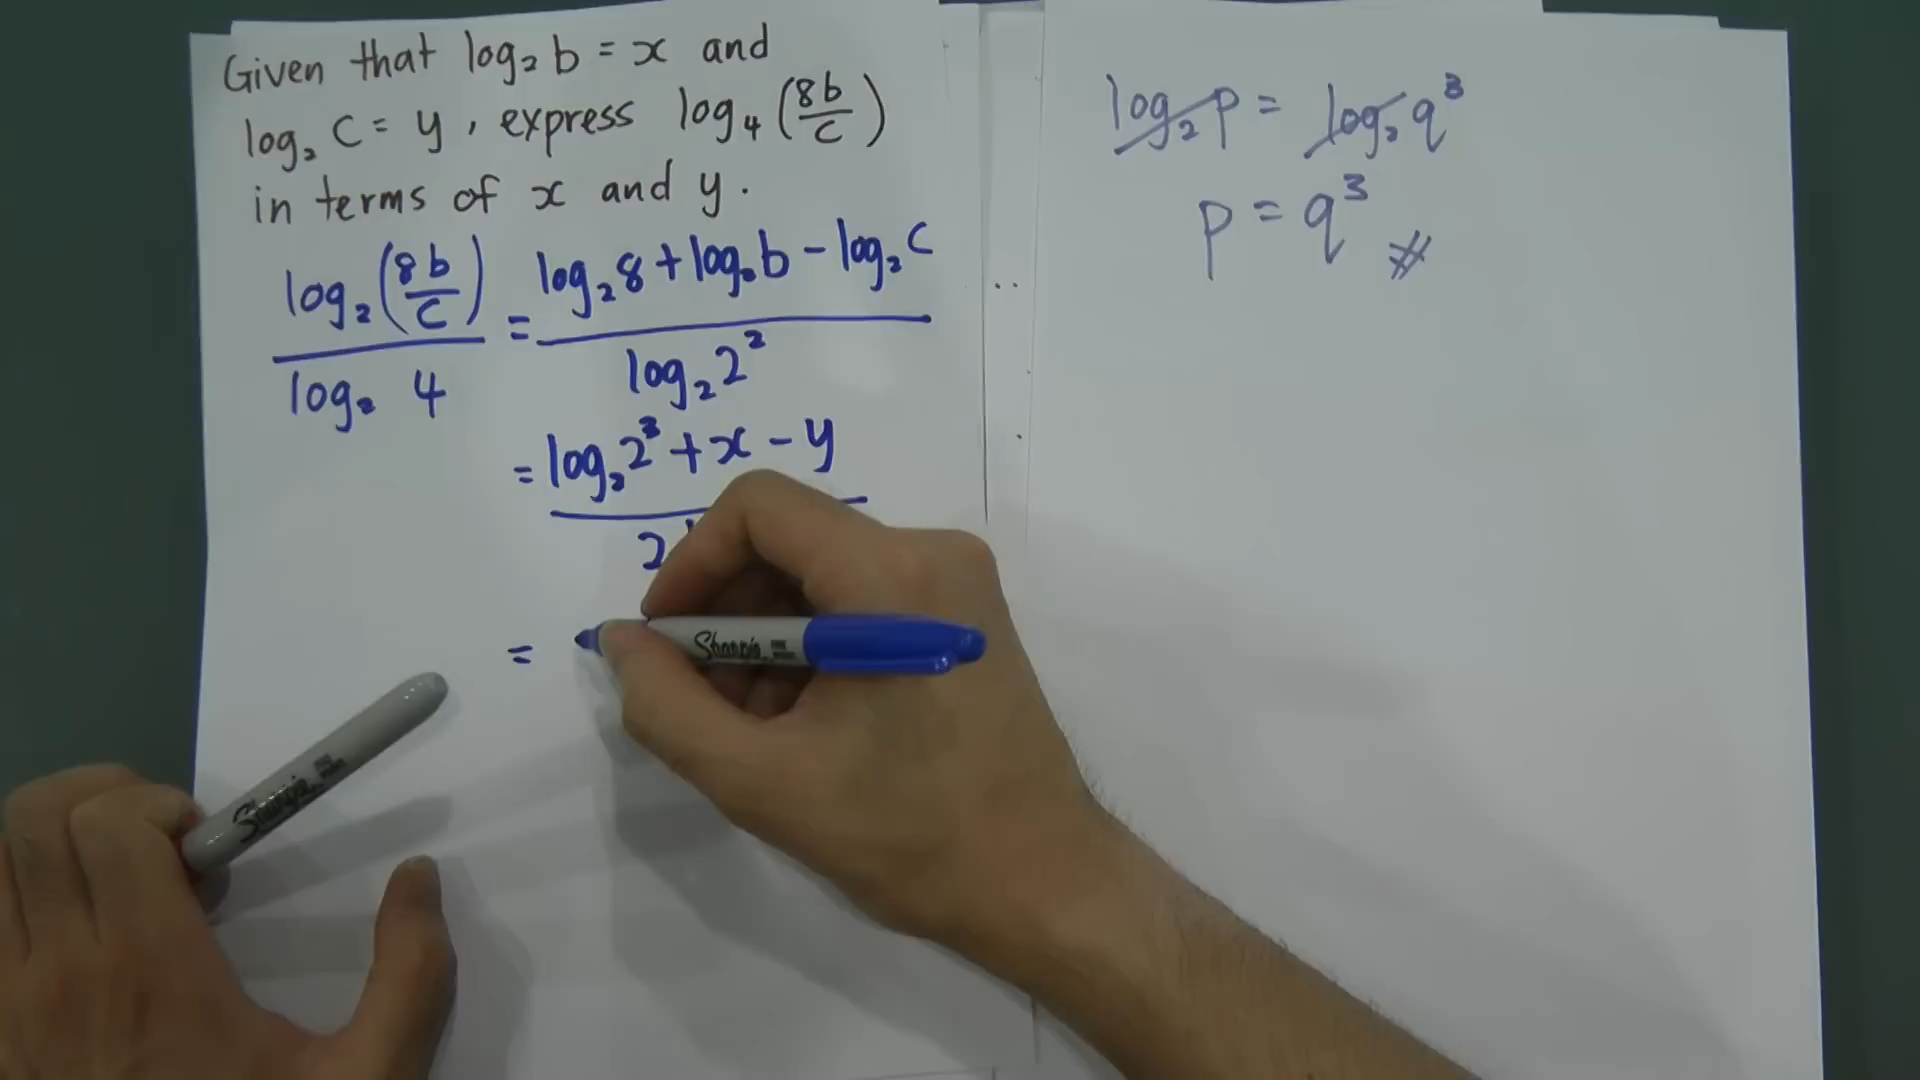 Given that log₂ b = x and
log₂ c = y, express log₄ (8b/c)
in terms of x and y.
log₂ (8b/c) / log₂ 4 = log₂ 8 + log₂ b - log₂ c / log₂ 2²
= log₂ 2³ + x - y / 2
=
log₂ p = log₂ q³
p = q³ #
Sharpie
Sharpie